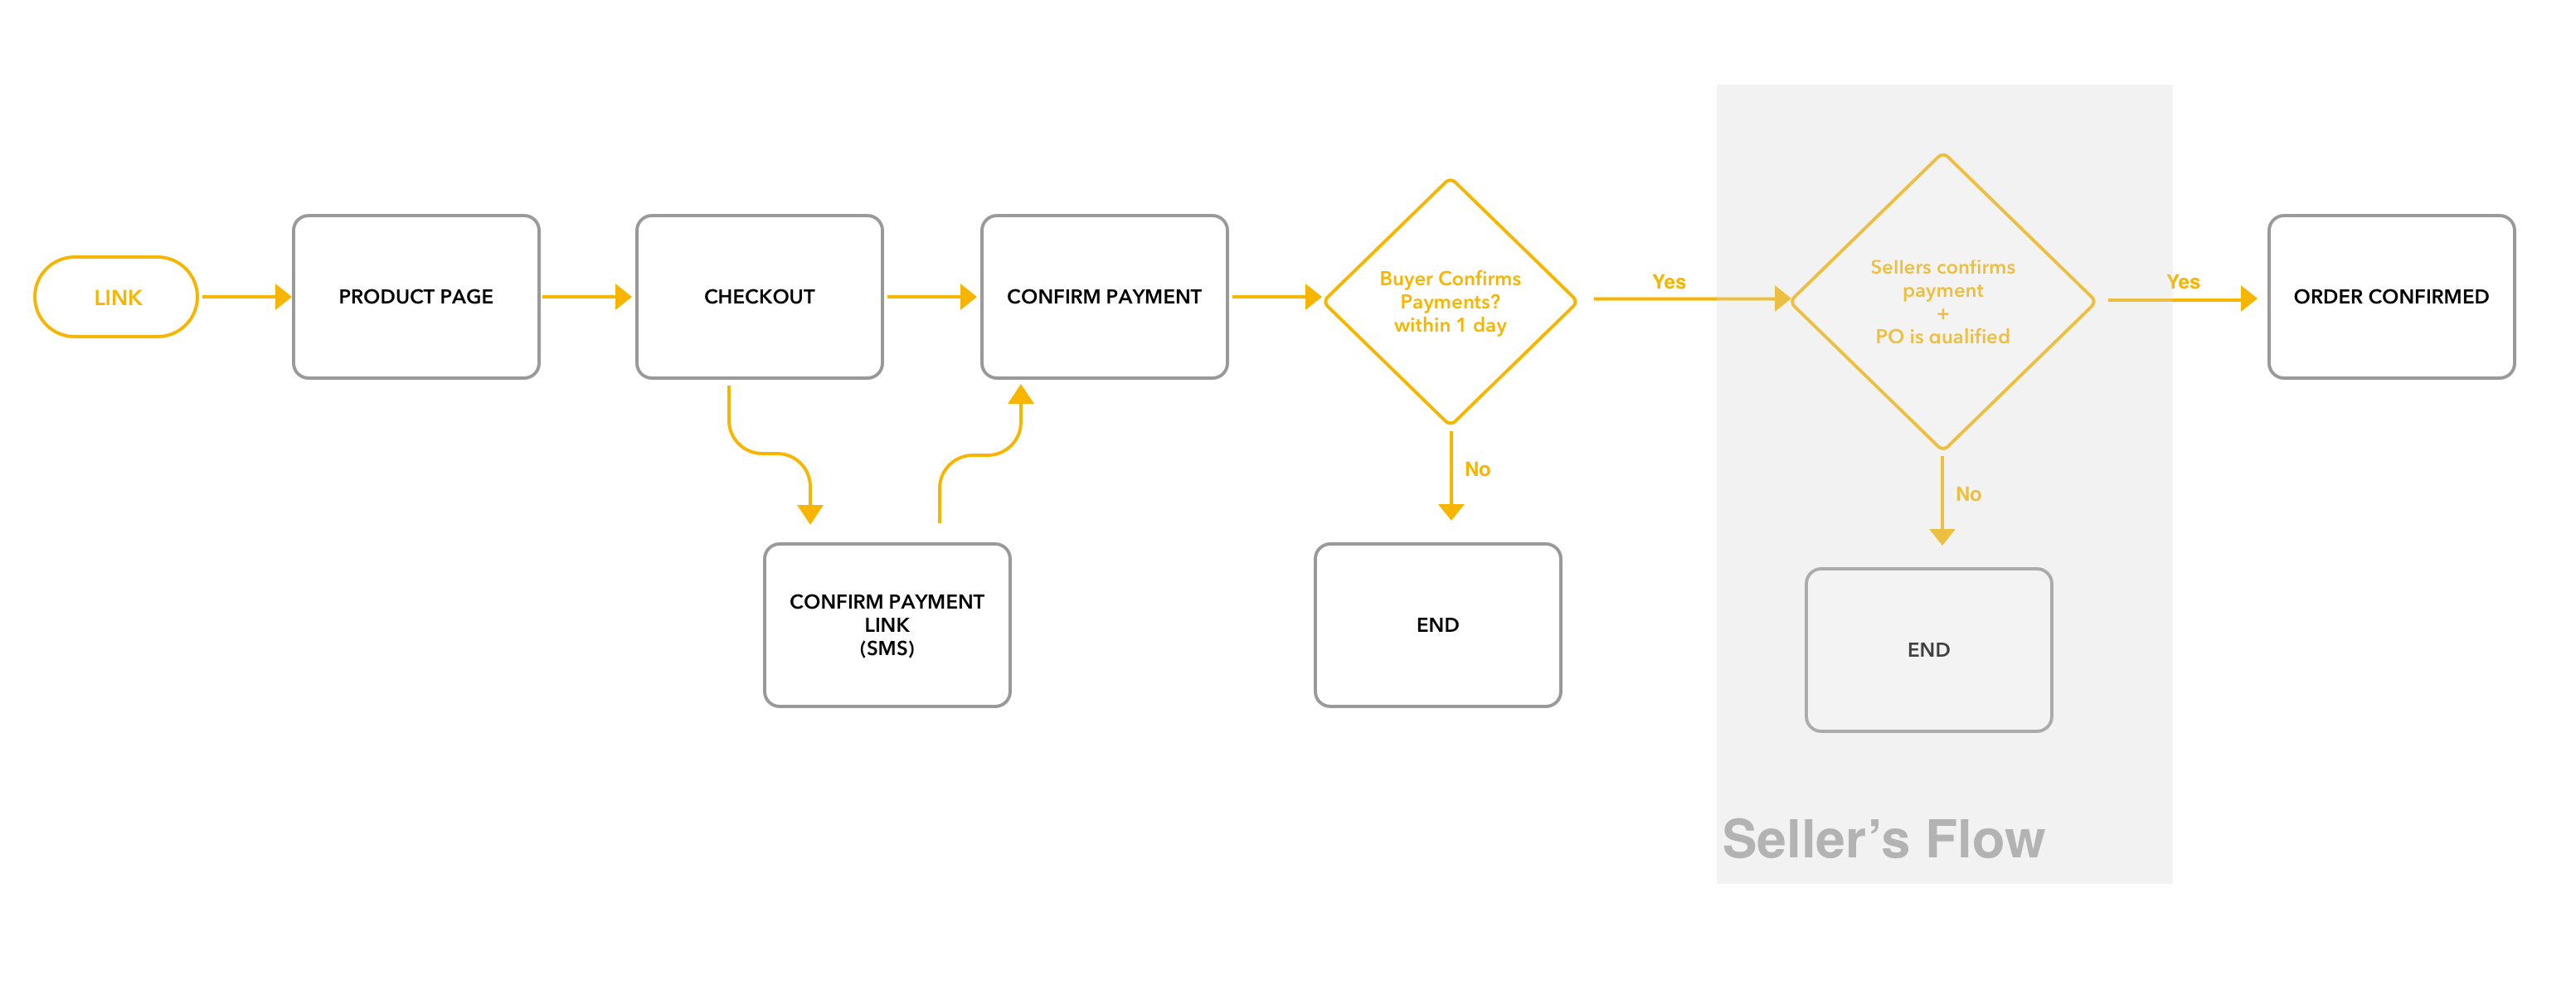 LINK
PRODUCT PAGE
CHECKOUT
CONFIRM PAYMENT
Buyer Confirms
Payments?
within 1 day
Yes
Sellers confirms
payment
+
PO is qualified
Yes
ORDER CONFIRMED
No
No
CONFIRM PAYMENT
LINK
(SMS)
END
END
Seller’s Flow